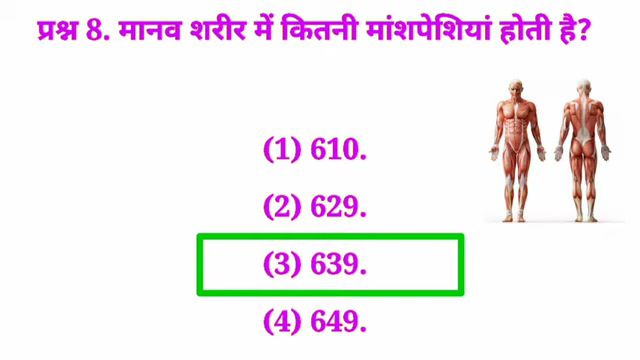 प्रश्न 8. मानव शरीर में कितनी मांशपेशियां होती है?
(1) 610.
(2) 629.
(3) 639.
(4) 649.